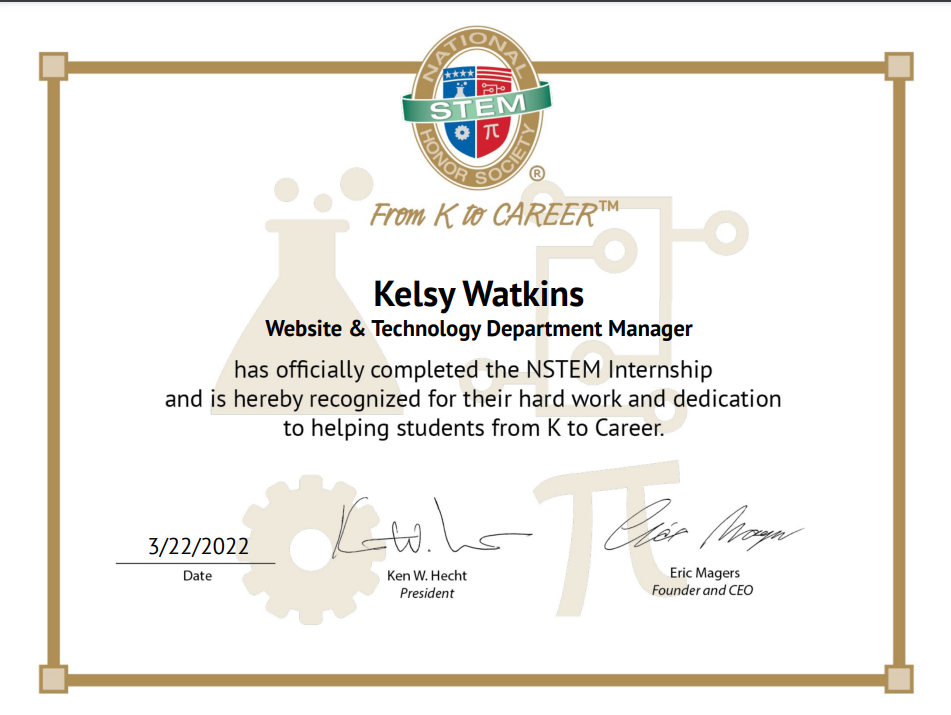 NATIONAL
STEM
π
HONOR SOCIETY
®
From K to CAREER™
Kelsy Watkins
Website & Technology Department Manager
has officially completed the NSTEM Internship
and is hereby recognized for their hard work and dedication
to helping students from K to Career.
π
3/22/2022
Date
Ken W. Hecht
President
Eric Magers
Founder and CEO